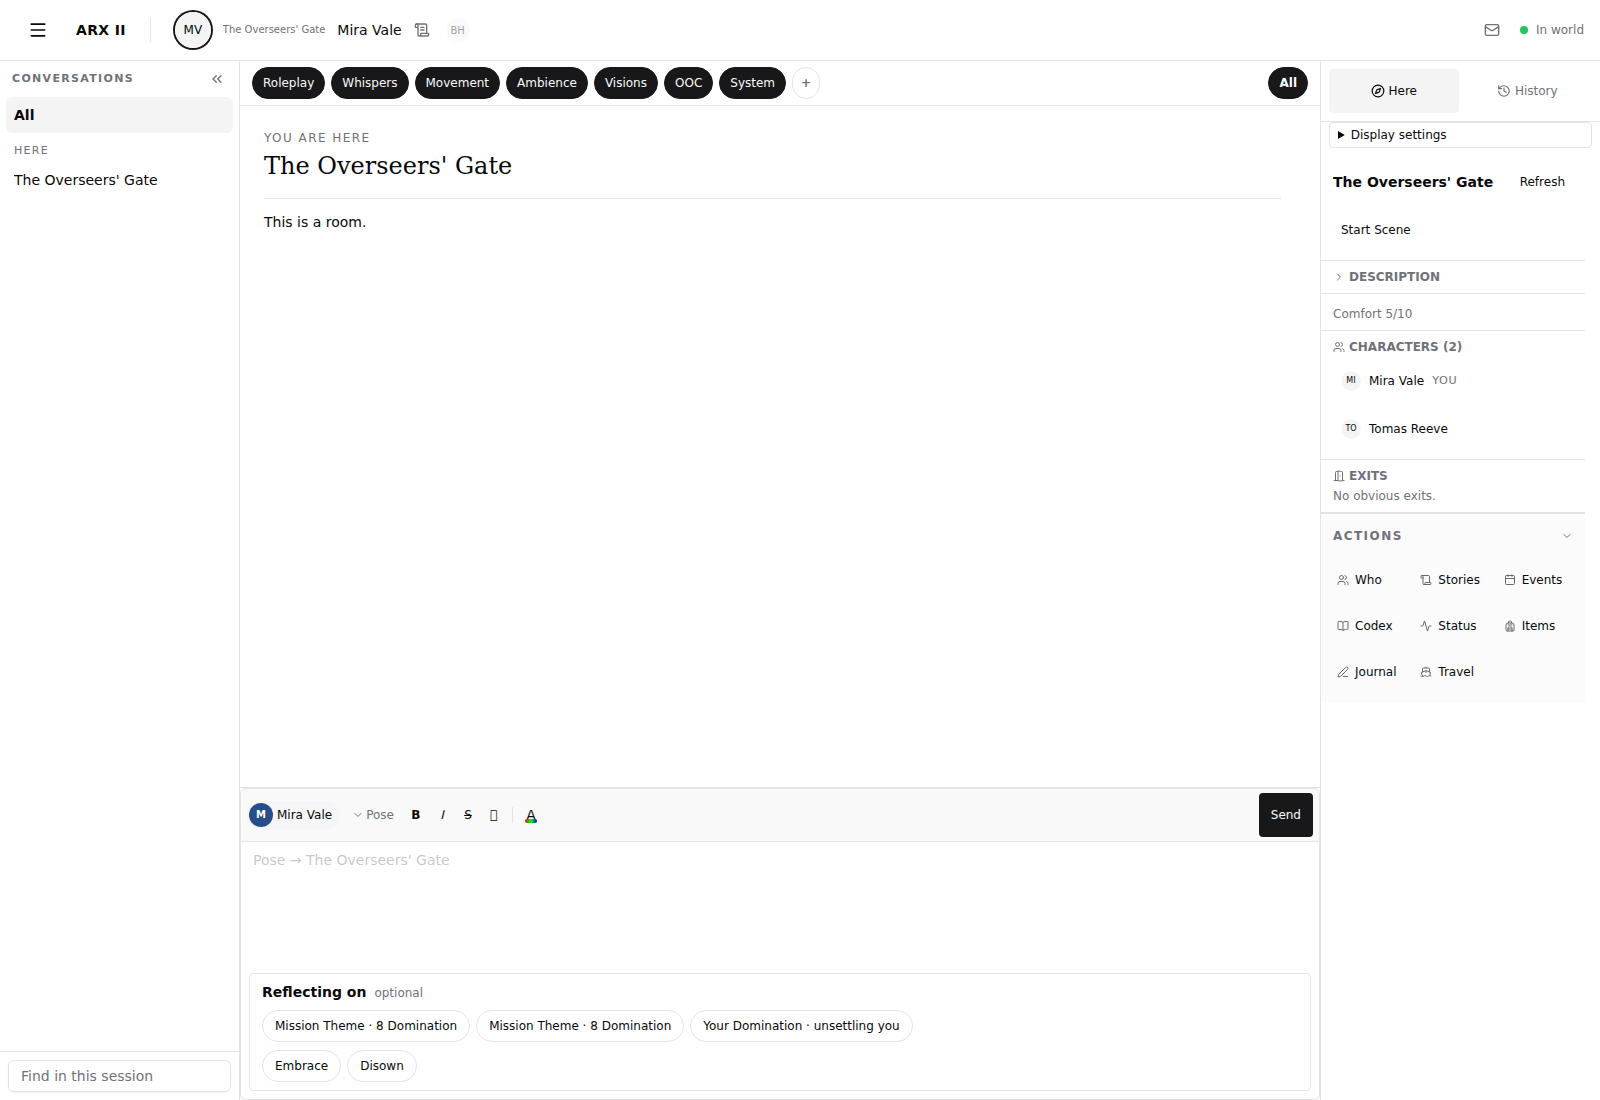 ARX II
MV
The Overseers' Gate
Mira Vale
BH
In world
CONVERSATIONS
All
HERE
The Overseers' Gate
Find in this session
Roleplay
Whispers
Movement
Ambience
Visions
OOC
System
+
All
YOU ARE HERE
The Overseers' Gate
This is a room.
M
Mira Vale
Pose
B
I
S
A
Send
Pose → The Overseers' Gate
Reflecting on optional
Mission Theme · 8 Domination
Mission Theme · 8 Domination
Your Domination · unsettling you
Embrace
Disown
Here
History
Display settings
The Overseers' Gate
Refresh
Start Scene
DESCRIPTION
Comfort 5/10
CHARACTERS (2)
MI
Mira Vale YOU
TO
Tomas Reeve
EXITS
No obvious exits.
ACTIONS
Who
Stories
Events
Codex
Status
Items
Journal
Travel